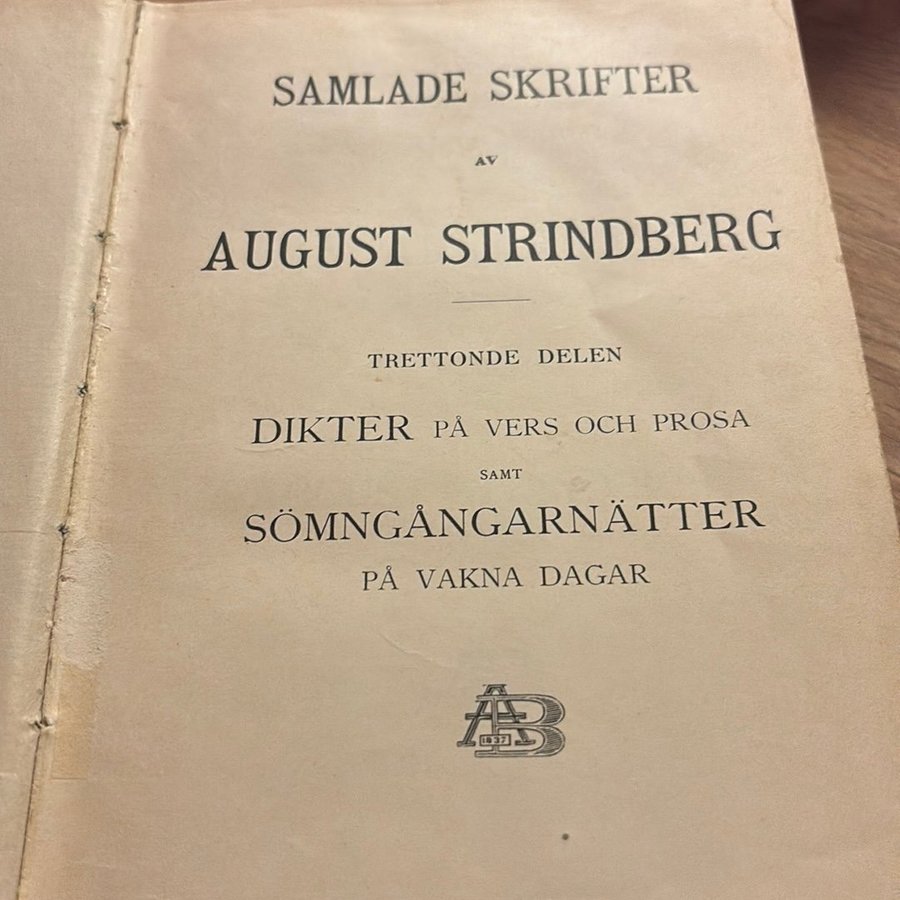 SAMLADE SKRIFTER
AV
AUGUST STRINDBERG
TRETTONDE DELEN
DIKTER PÅ VERS OCH PROSA
SAMT
SÖMNGÅNGARNÄTTER
PÅ VAKNA DAGAR
AB
1837